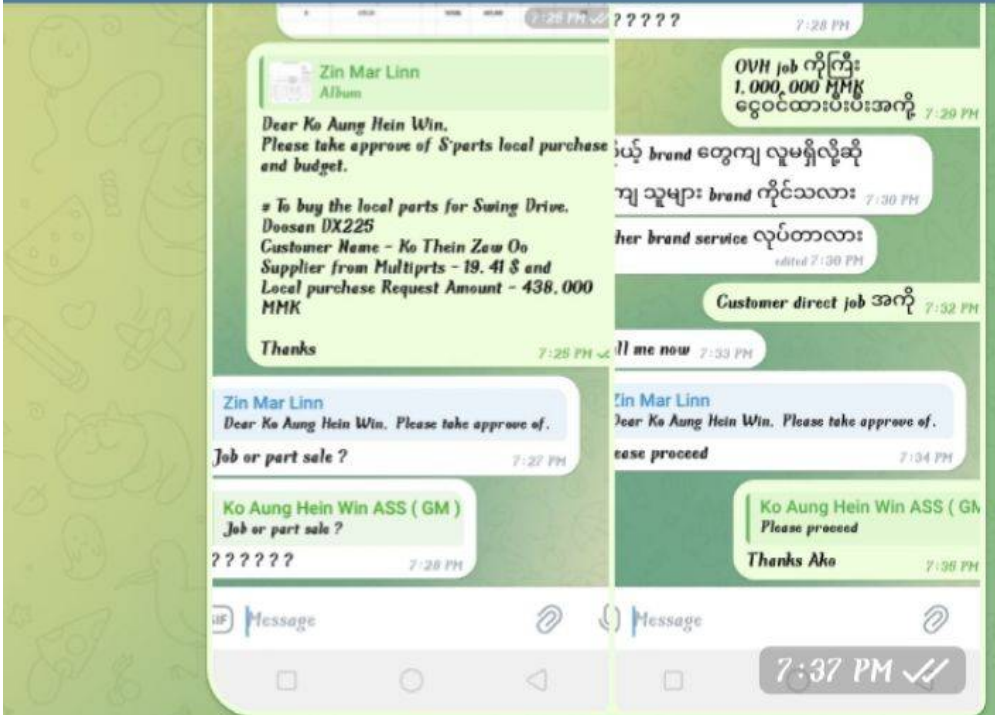 7:25 PM
Zin Mar Linn
Album
Dear Ko Aung Hein Win.
Please take approve of S'parts local purchase
and budget.
# To buy the local parts for Swing Drive.
Doosan DX225
Customer Name - Ko Thein Zaw Oo
Supplier from Multiprts - 19.41 $ and
Local purchase Request Amount - 438.000
MMK
Thanks
7:25 PM
Zin Mar Linn
Dear Ko Aung Hein Win. Please take approve of.
Job or part sale ?
7:27 PM
Ko Aung Hein Win ASS ( GM )
Job or part sale ?
??????
7:28 PM
GIF Message
?????
7:28 PM
OVH job ကိုကြီး
1.000.000 MMK
ငွေဝင်ထားပီးပီးအကို
7:29 PM
brand တွေကျ လူမရှိလို့ဆို
ကျ သူများ brand ကိုင်သလား
7:30 PM
her brand service လုပ်တာလား
edited 7:30 PM
Customer direct job အကို
7:32 PM
ll me now
7:33 PM
Zin Mar Linn
Dear Ko Aung Hein Win. Please take approve of.
ease proceed
7:34 PM
Ko Aung Hein Win ASS ( GM
Please proceed
Thanks Ako
7:36 PM
Message
7:37 PM